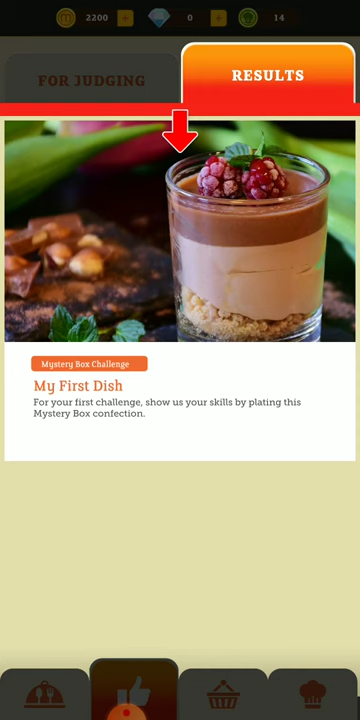 2200
0
14
FOR JUDGING
RESULTS
Mystery Box Challenge
My First Dish
For your first challenge, show us your skills by plating this
Mystery Box confection.